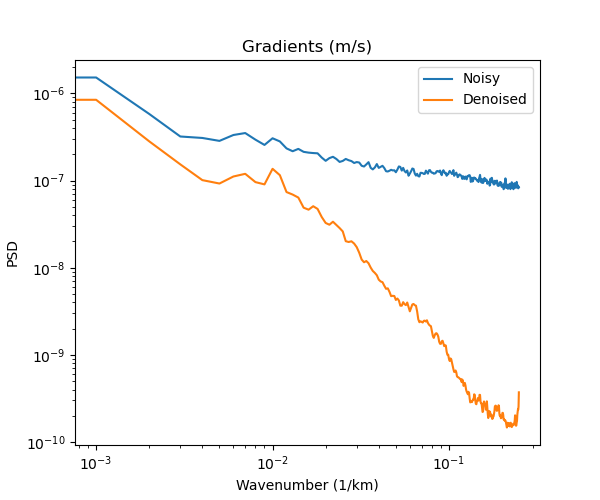 Gradients (m/s)
Noisy
Denoised
PSD
10⁻⁶
10⁻⁷
10⁻⁸
10⁻⁹
10⁻¹⁰
10⁻³
10⁻²
10⁻¹
Wavenumber (1/km)